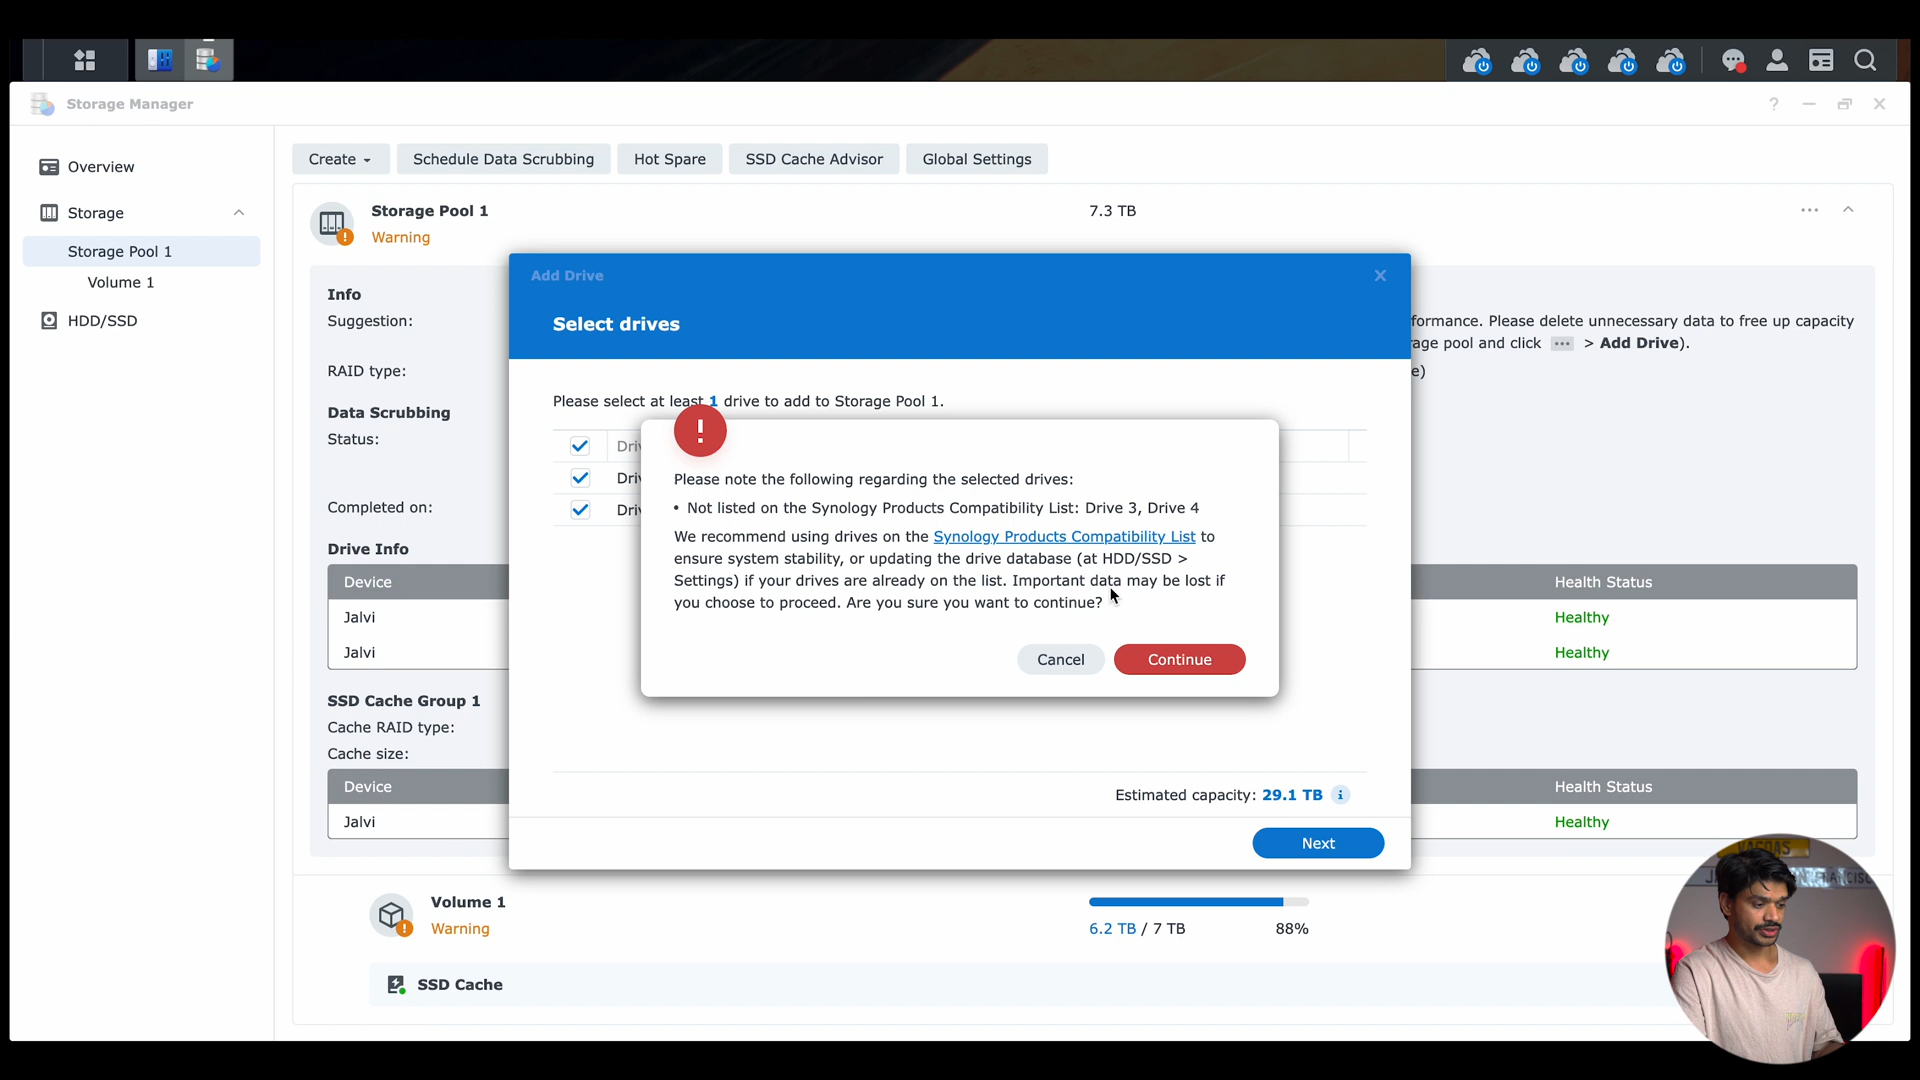 Storage Manager
?
Overview
Storage
Storage Pool 1
Volume 1
HDD/SSD
Create
Schedule Data Scrubbing
Hot Spare
SSD Cache Advisor
Global Settings
Storage Pool 1
7.3 TB
Warning
Info
Suggestion:
formance. Please delete unnecessary data to free up capacity
rage pool and click ··· > Add Drive).
RAID type:
e)
Data Scrubbing
Status:
Completed on:
Drive Info
Device
Health Status
Jalvi
Healthy
Jalvi
Healthy
SSD Cache Group 1
Cache RAID type:
Cache size:
Device
Health Status
Jalvi
Healthy
Add Drive
Select drives
Please select at least 1 drive to add to Storage Pool 1.
Dri
Driv
Driv
!
Please note the following regarding the selected drives:
• Not listed on the Synology Products Compatibility List: Drive 3, Drive 4
We recommend using drives on the Synology Products Compatibility List to
ensure system stability, or updating the drive database (at HDD/SSD >
Settings) if your drives are already on the list. Important data may be lost if
you choose to proceed. Are you sure you want to continue?
Cancel
Continue
Estimated capacity: 29.1 TB i
Next
Volume 1
Warning
6.2 TB / 7 TB
88%
SSD Cache